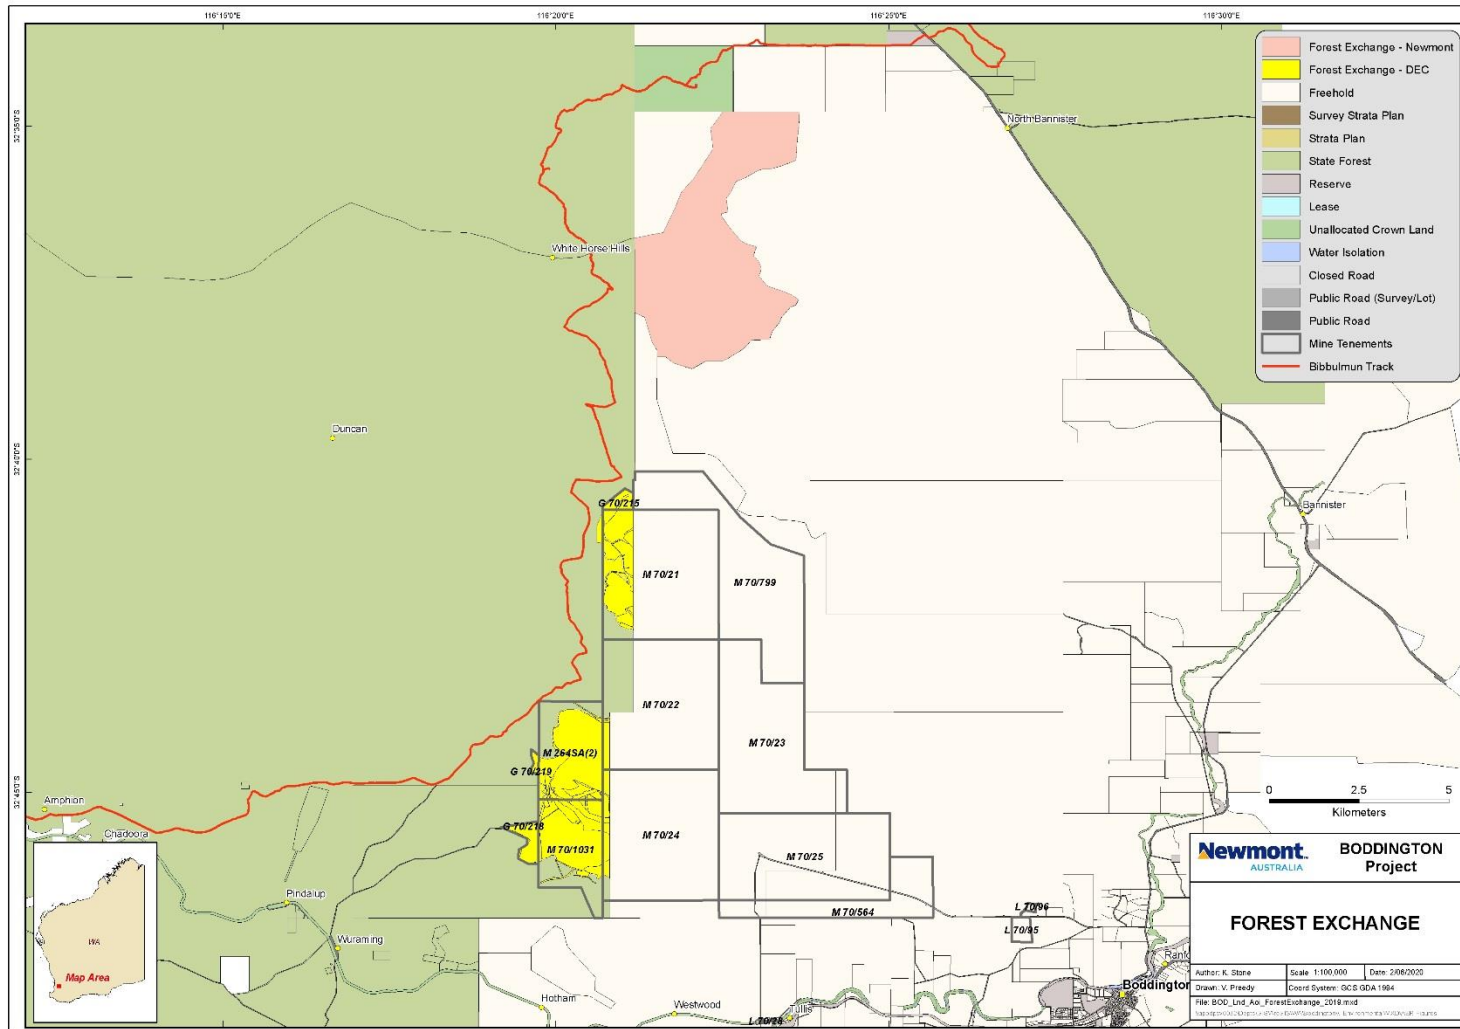 116°15'0"E
116°20'0"E
116°25'0"E
116°30'0"E
32°35'0"S
32°40'0"S
32°45'0"S
Forest Exchange - Newmont
Forest Exchange - DEC
Freehold
Survey Strata Plan
Strata Plan
State Forest
Reserve
Lease
Unallocated Crown Land
Water Isolation
Closed Road
Public Road (Survey/Lot)
Public Road
Mine Tenements
Bibbulmun Track
North Bannister
White Horse Hills
Duncan
Bannister
G 70/215
M 70/21
M 70/799
M 70/22
M 70/23
M 264SA(2)
G 70/219
G 70/218
M 70/1031
M 70/24
M 70/25
M 70/564
L 70/96
L 70/95
L 70/28
Amphion
Chadoora
Pindalup
Wuraming
Hotham
Westwood
Tullis
Boddington
Ranfo
0 2.5 5
Kilometers
WA
Map Area
Newmont™
AUSTRALIA
BODDINGTON
Project
FOREST EXCHANGE
Author: K. Stone
Scale 1:100,000
Date: 2/06/2020
Drawn: V. Preedy
Coord System: GCS GDA 1994
File: BOD_Lnd_Aoi_ForestExchange_2019.mxd